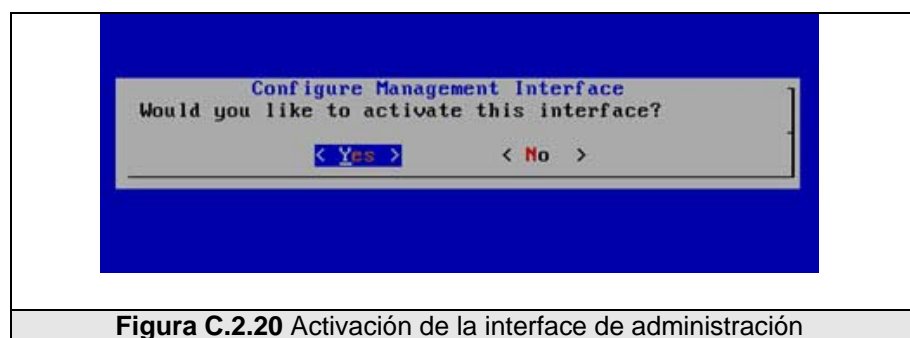 Configure Management Interface
Would you like to activate this interface?
< Yes > < No >
Figura C.2.20 Activación de la interface de administración